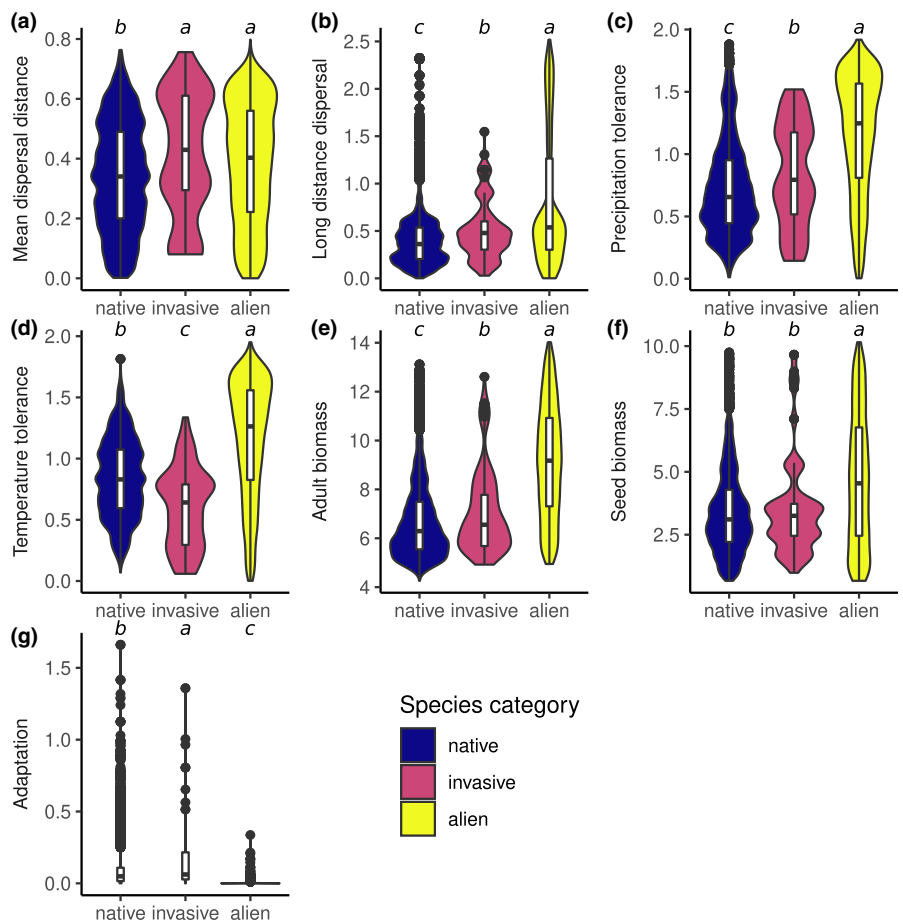 (a)
b a a
Mean dispersal distance
0.8
0.6
0.4
0.2
0.0
native invasive alien
(b)
c b a
Long distance dispersal
2.5
2.0
1.5
1.0
0.5
0.0
native invasive alien
(c)
c b a
Precipitation tolerance
2.0
1.5
1.0
0.5
0.0
native invasive alien
(d)
b c a
Temperature tolerance
2.0
1.5
1.0
0.5
0.0
native invasive alien
(e)
c b a
Adult biomass
14
12
10
8
6
4
native invasive alien
(f)
b b a
Seed biomass
10.0
7.5
5.0
2.5
native invasive alien
(g)
b a c
Adaptation
1.5
1.0
0.5
0.0
native invasive alien
Species category
native
invasive
alien